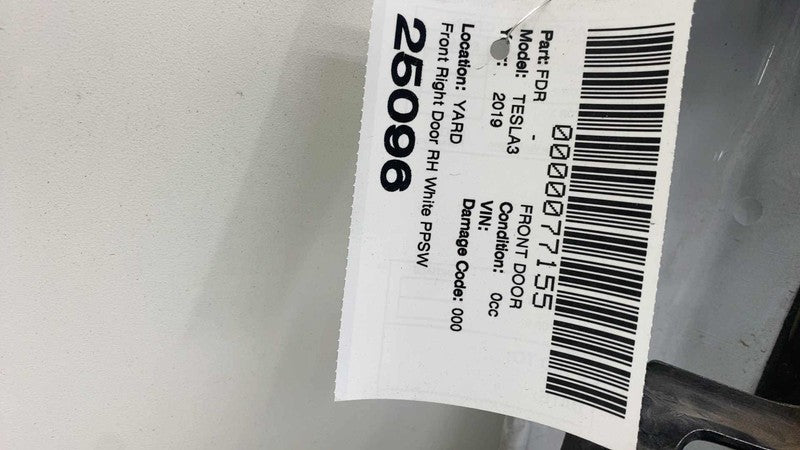 0000077155
Part: FDR - FRONT DOOR
Model: TESLA3 Condition: 0cc
2019 VIN:
Location: YARD Damage Code: 000
Front Right Door RH White PPSW
25096